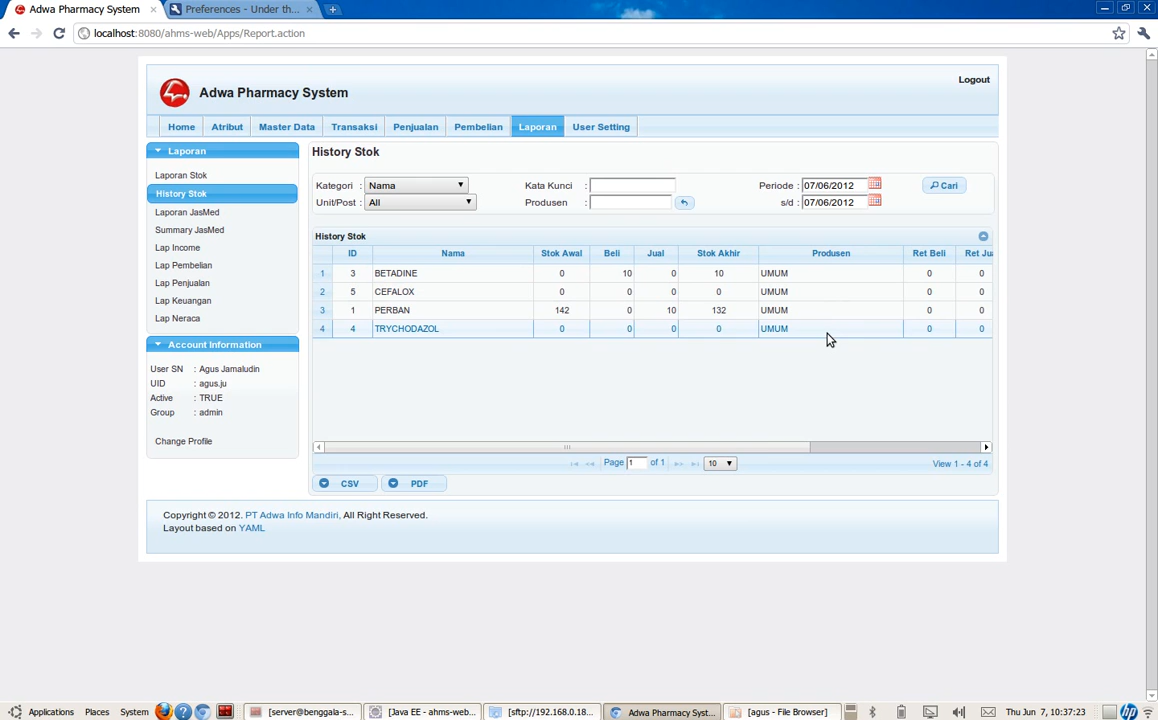 Adwa Pharmacy System
Preferences - Under th...
localhost:8080/ahms-web/Apps/Report.action
Adwa Pharmacy System
Logout
Home Atribut Master Data Transaksi Penjualan Pembelian Laporan User Setting
Laporan
Laporan Stok
History Stok
Laporan JasMed
Summary JasMed
Lap Income
Lap Pembelian
Lap Penjualan
Lap Keuangan
Lap Neraca
Account Information
User SN : Agus Jamaludin
UID : agus.ju
Active : TRUE
Group : admin
Change Profile
History Stok
Kategori : Nama Kata Kunci : Periode : 07/06/2012 Cari
Unit/Post : All Produsen : s/d : 07/06/2012
History Stok
ID Nama Stok Awal Beli Jual Stok Akhir Produsen Ret Beli Ret Jua
1 3 BETADINE 0 10 0 10 UMUM 0 0
2 5 CEFALOX 0 0 0 0 UMUM 0 0
3 1 PERBAN 142 0 10 132 UMUM 0 0
4 4 TRYCHODAZOL 0 0 0 0 UMUM 0 0
Page 1 of 1 10 View 1 - 4 of 4
CSV PDF
Copyright © 2012. PT Adwa Info Mandiri, All Right Reserved.
Layout based on YAML
Applications Places System [server@benggala-s... [Java EE - ahms-web... [sftp://192.168.0.18... Adwa Pharmacy Syst... [agus - File Browser] Thu Jun 7, 10:37:23 hp